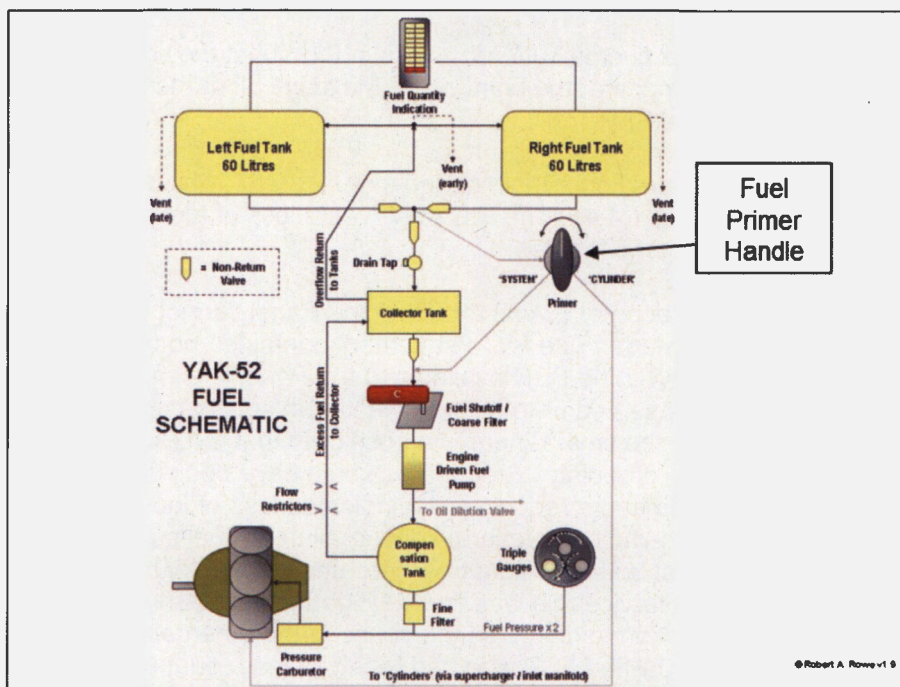 Fuel Quantity
Indication
Left Fuel Tank
60 Litres
Right Fuel Tank
60 Litres
Vent
(late)
Vent
(early)
Vent
(late)
Fuel
Primer
Handle
= Non-Return
Valve
Overflow Return
to Tanks
Drain Tap
'SYSTEM'
'CYLINDER'
Primer
Collector Tank
YAK-52
FUEL
SCHEMATIC
Excess Fuel Return
to Collector
Fuel Shutoff /
Coarse Filter
Engine
Driven Fuel
Pump
Flow
Restrictors
To Oil Dilution Valve
Compen
sation
Tank
Triple
Gauges
Fine
Filter
Fuel Pressure x 2
Pressure
Carburetor
To 'Cylinders' (via supercharger / inlet manifold)
©Robert A Rowe v1 9